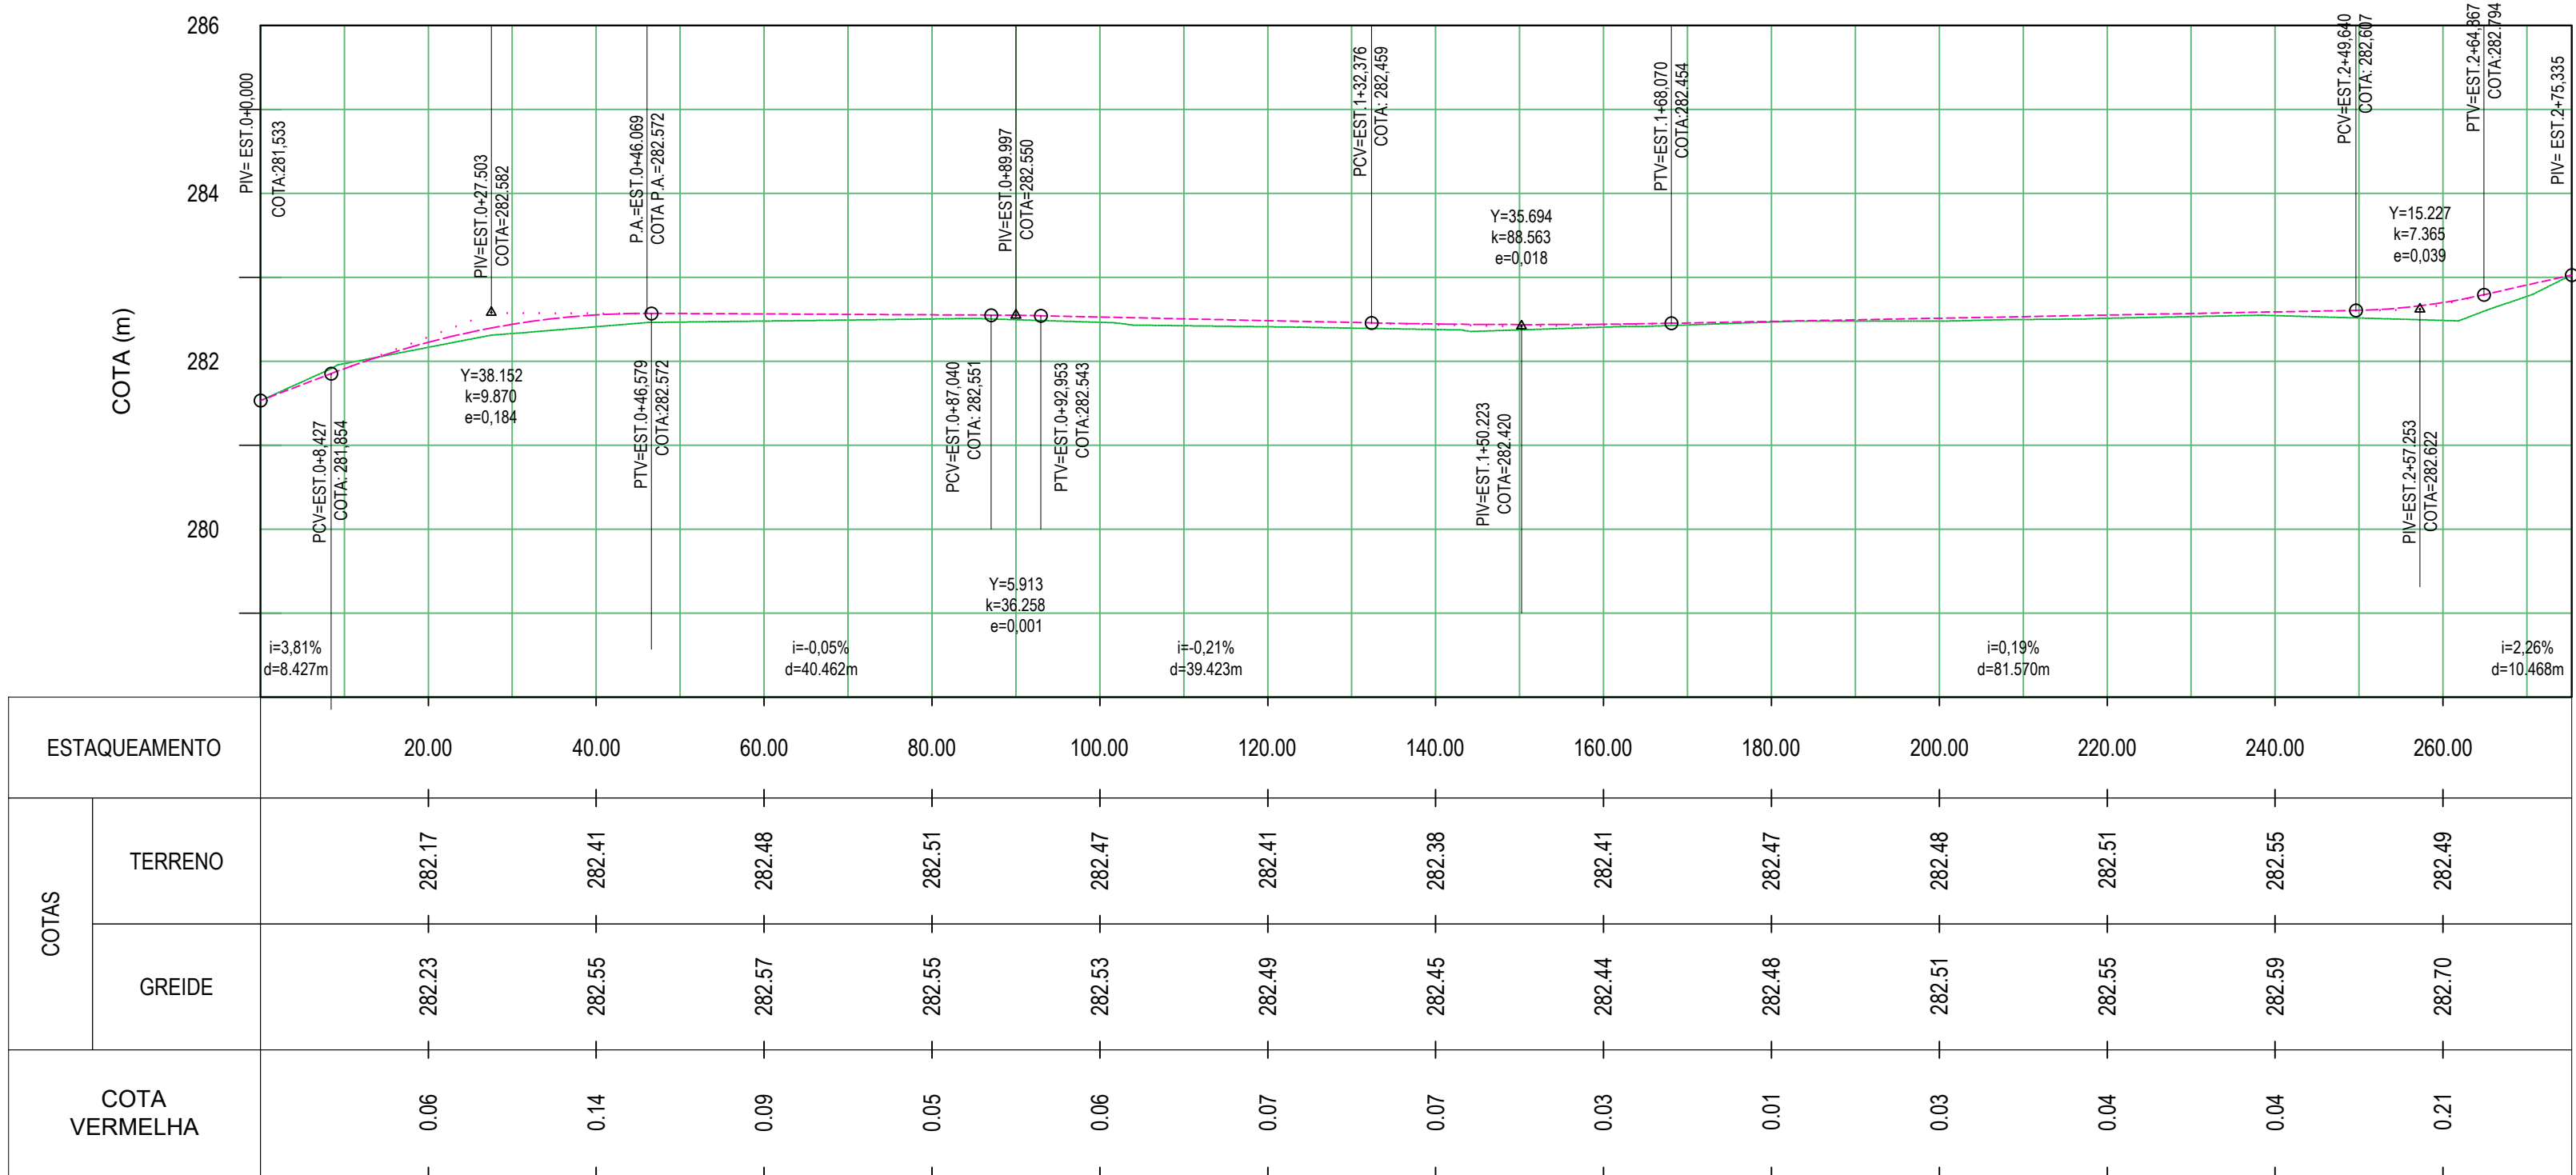 COTA (m)
286
284
282
280
PIV= EST.0+0,000
COTA:281,533
PCV=EST.0+8,427
COTA: 281,854
PIV=EST.0+27.503
COTA=282.582
Y=38.152
k=9.870
e=0,184
P.A.=EST.0+46.069
COTA P.A.=282.572
PTV=EST.0+46,579
COTA:282.572
PCV=EST.0+87,040
COTA: 282,551
PIV=EST.0+89.997
COTA=282.550
PTV=EST.0+92,953
COTA:282.543
Y=5.913
k=36.258
e=0,001
PCV=EST.1+32,376
COTA: 282,459
Y=35.694
k=88.563
e=0,018
PIV=EST.1+50.223
COTA=282.420
PTV=EST.1+68,070
COTA:282.454
PCV=EST.2+49,640
COTA: 282,607
Y=15.227
k=7.365
e=0,039
PIV=EST.2+57.253
COTA=282.622
PTV=EST.2+64,867
COTA:282.794
PIV= EST.2+75,335
i=3,81%
d=8.427m
i=-0,05%
d=40.462m
i=-0,21%
d=39.423m
i=0,19%
d=81.570m
i=2,26%
d=10.468m
ESTAQUEAMENTO 20.00 40.00 60.00 80.00 100.00 120.00 140.00 160.00 180.00 200.00 220.00 240.00 260.00
COTAS
TERRENO 282.17 282.41 282.48 282.51 282.47 282.41 282.38 282.41 282.47 282.48 282.51 282.55 282.49
GREIDE 282.23 282.55 282.57 282.55 282.53 282.49 282.45 282.44 282.48 282.51 282.55 282.59 282.70
COTA
VERMELHA 0.06 0.14 0.09 0.05 0.06 0.07 0.07 0.03 0.01 0.03 0.04 0.04 0.21